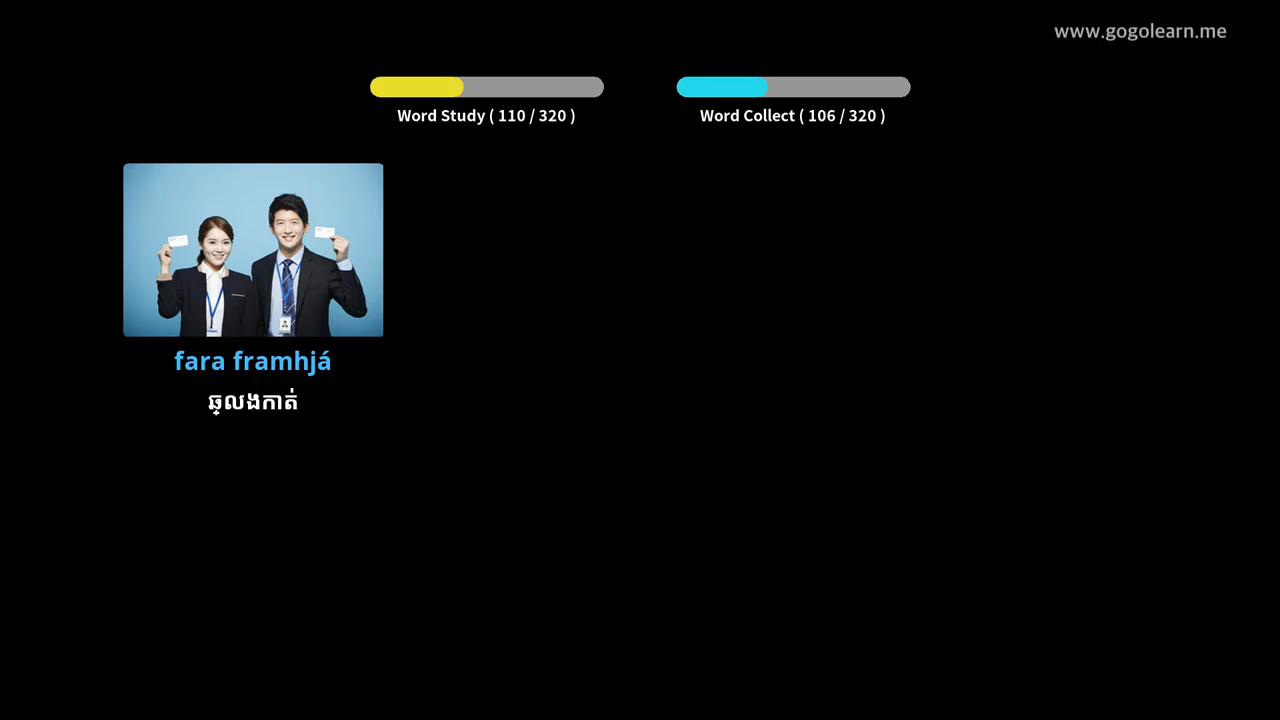 www.gogolearn.me
Word Study ( 110 / 320 )
Word Collect ( 106 / 320 )
fara framhjá
ឆ្លងកាត់